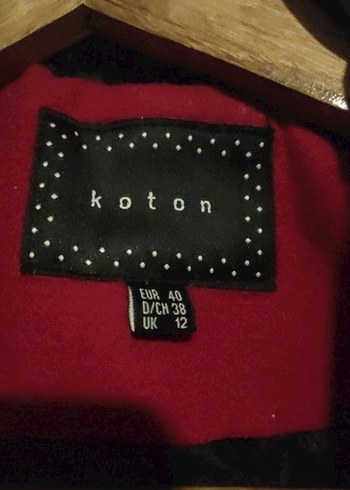 koton
EUR 40
D/CH 38
UK 12